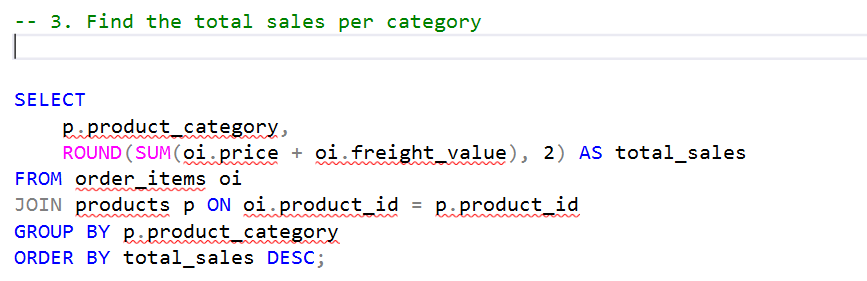 -- 3. Find the total sales per category
SELECT
    p.product_category,
    ROUND(SUM(oi.price + oi.freight_value), 2) AS total_sales
FROM order_items oi
JOIN products p ON oi.product_id = p.product_id
GROUP BY p.product_category
ORDER BY total_sales DESC;